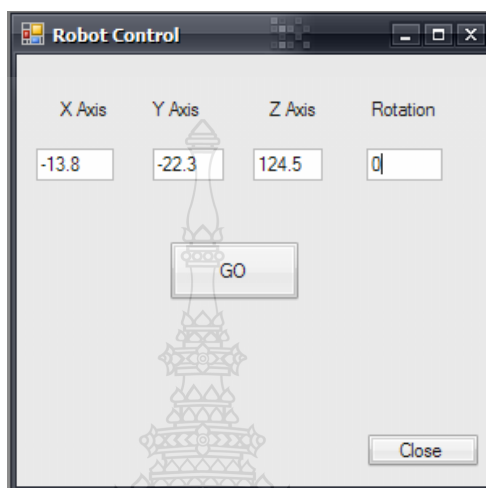 Robot Control
X Axis Y Axis Z Axis Rotation
-13.8 -22.3 124.5 0
GO
Close